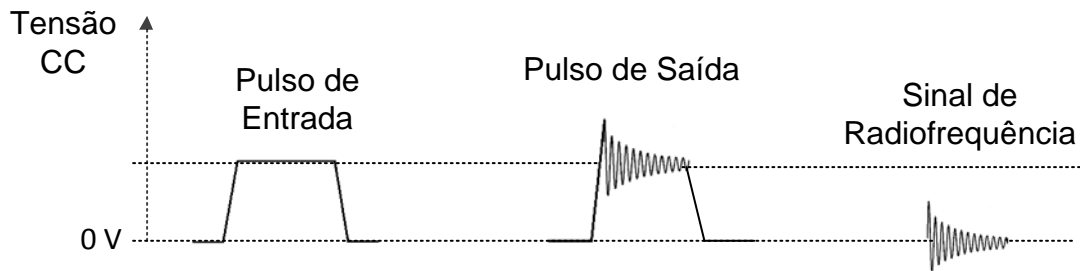 Tensão
CC
Pulso de
Entrada
Pulso de Saída
Sinal de
Radiofrequência
0 V